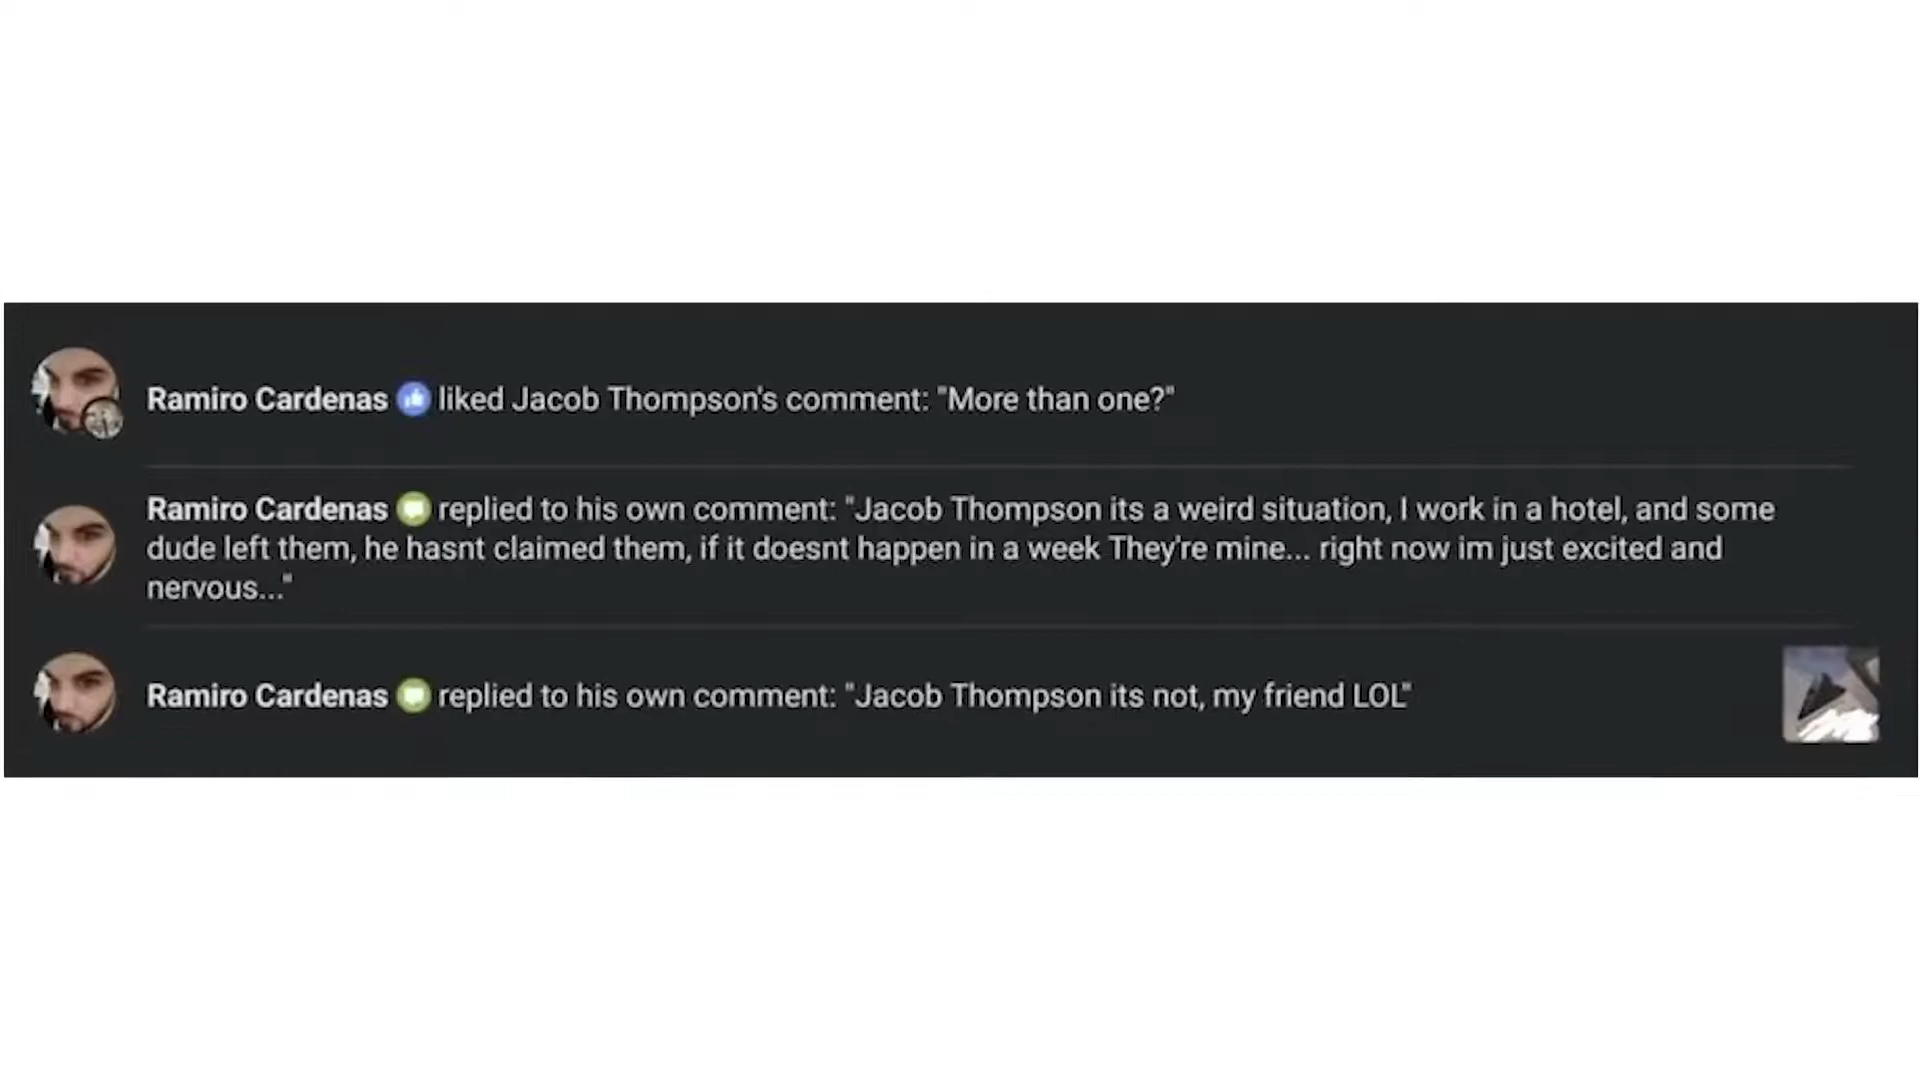 Ramiro Cardenas liked Jacob Thompson's comment: "More than one?"
Ramiro Cardenas replied to his own comment: "Jacob Thompson its a weird situation, I work in a hotel, and some
dude left them, he hasnt claimed them, if it doesnt happen in a week They're mine... right now im just excited and
nervous..."
Ramiro Cardenas replied to his own comment: "Jacob Thompson its not, my friend LOL"